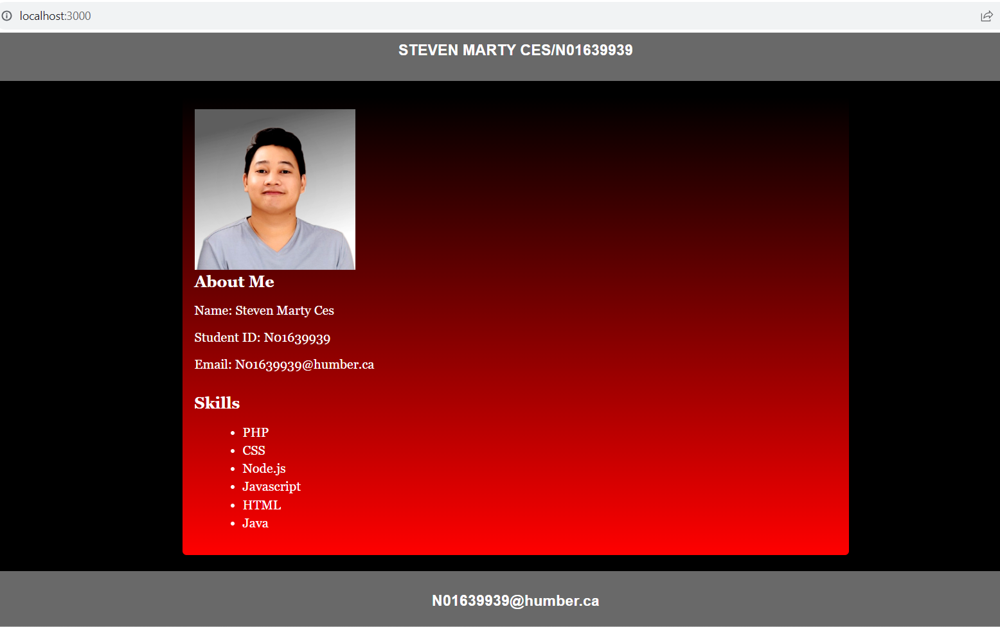 localhost:3000
STEVEN MARTY CES/N01639939
About Me
Name: Steven Marty Ces
Student ID: N01639939
Email: N01639939@humber.ca
Skills
• PHP
• CSS
• Node.js
• Javascript
• HTML
• Java
N01639939@humber.ca